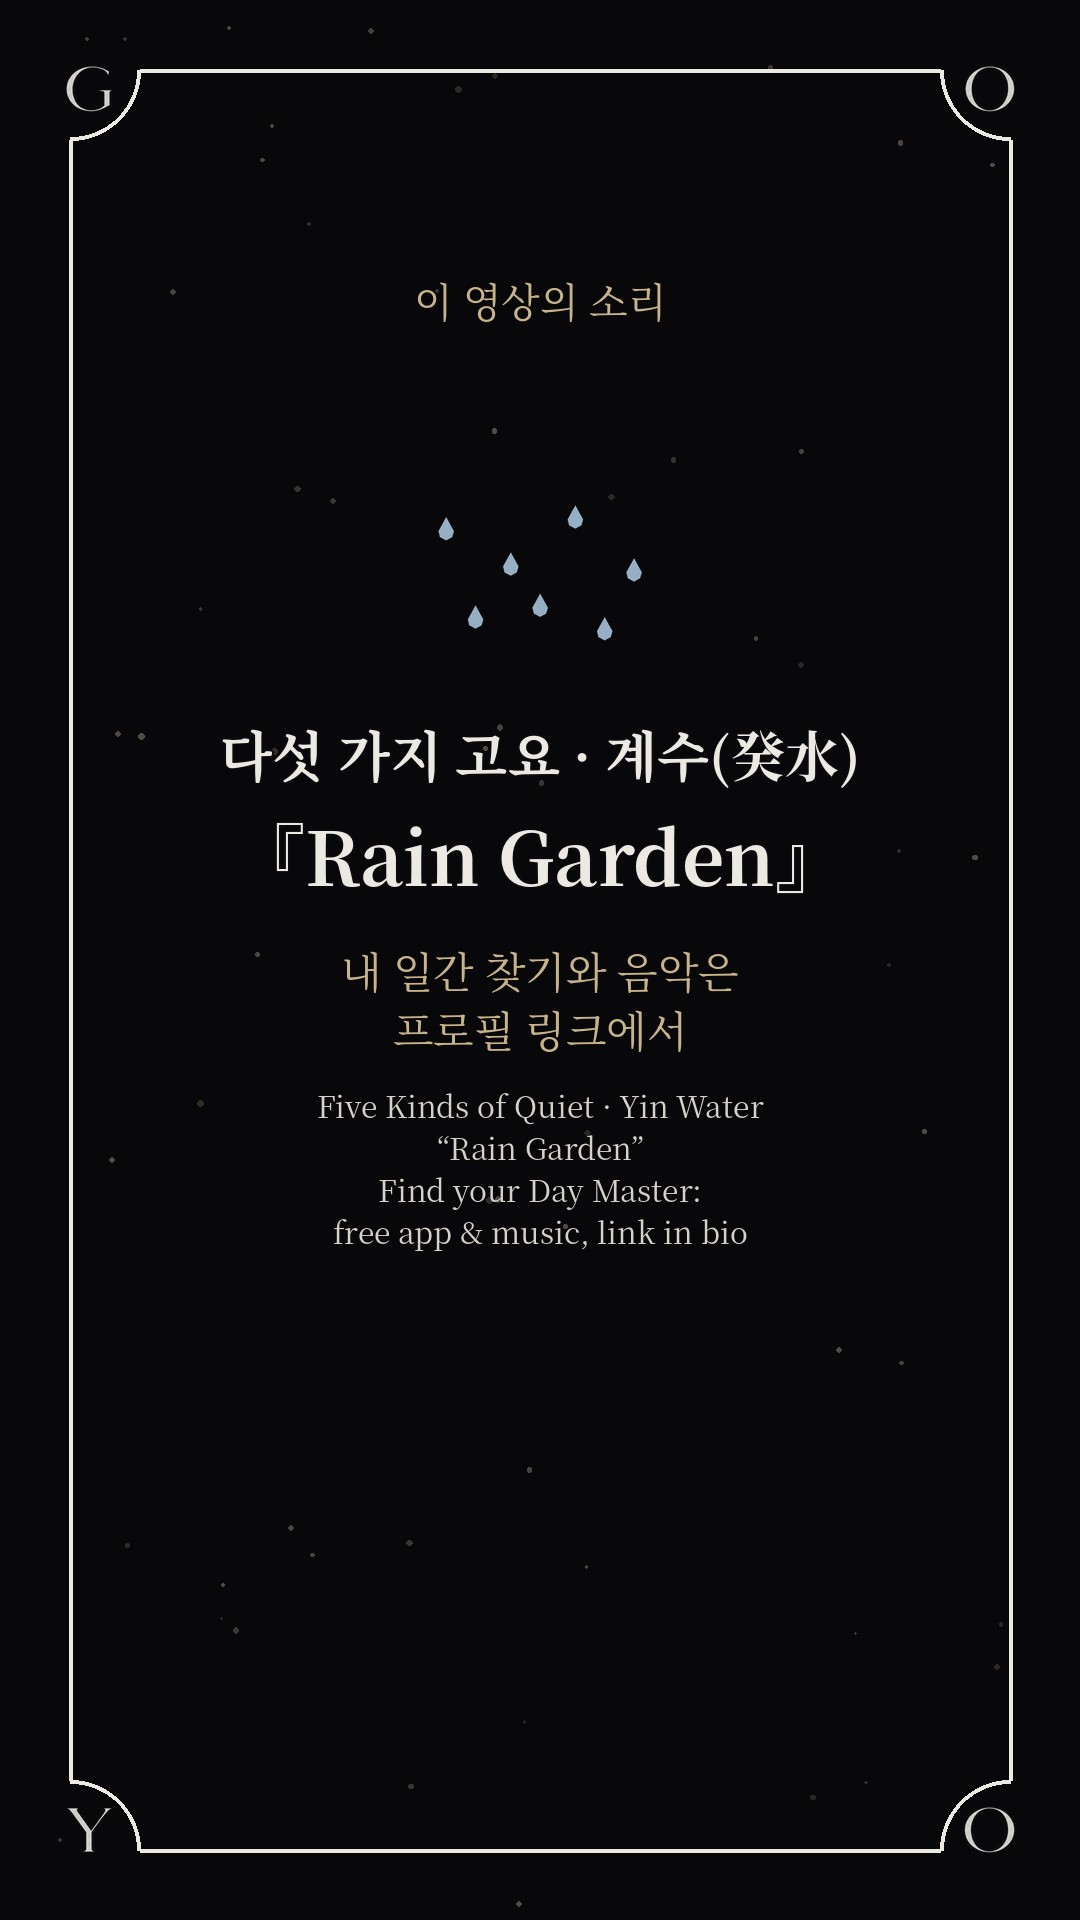 G O
이 영상의 소리
다섯 가지 고요 · 계수(癸水)
『Rain Garden』
내 일간 찾기와 음악은
프로필 링크에서
Five Kinds of Quiet · Yin Water
“Rain Garden”
Find your Day Master:
free app & music, link in bio
Y O